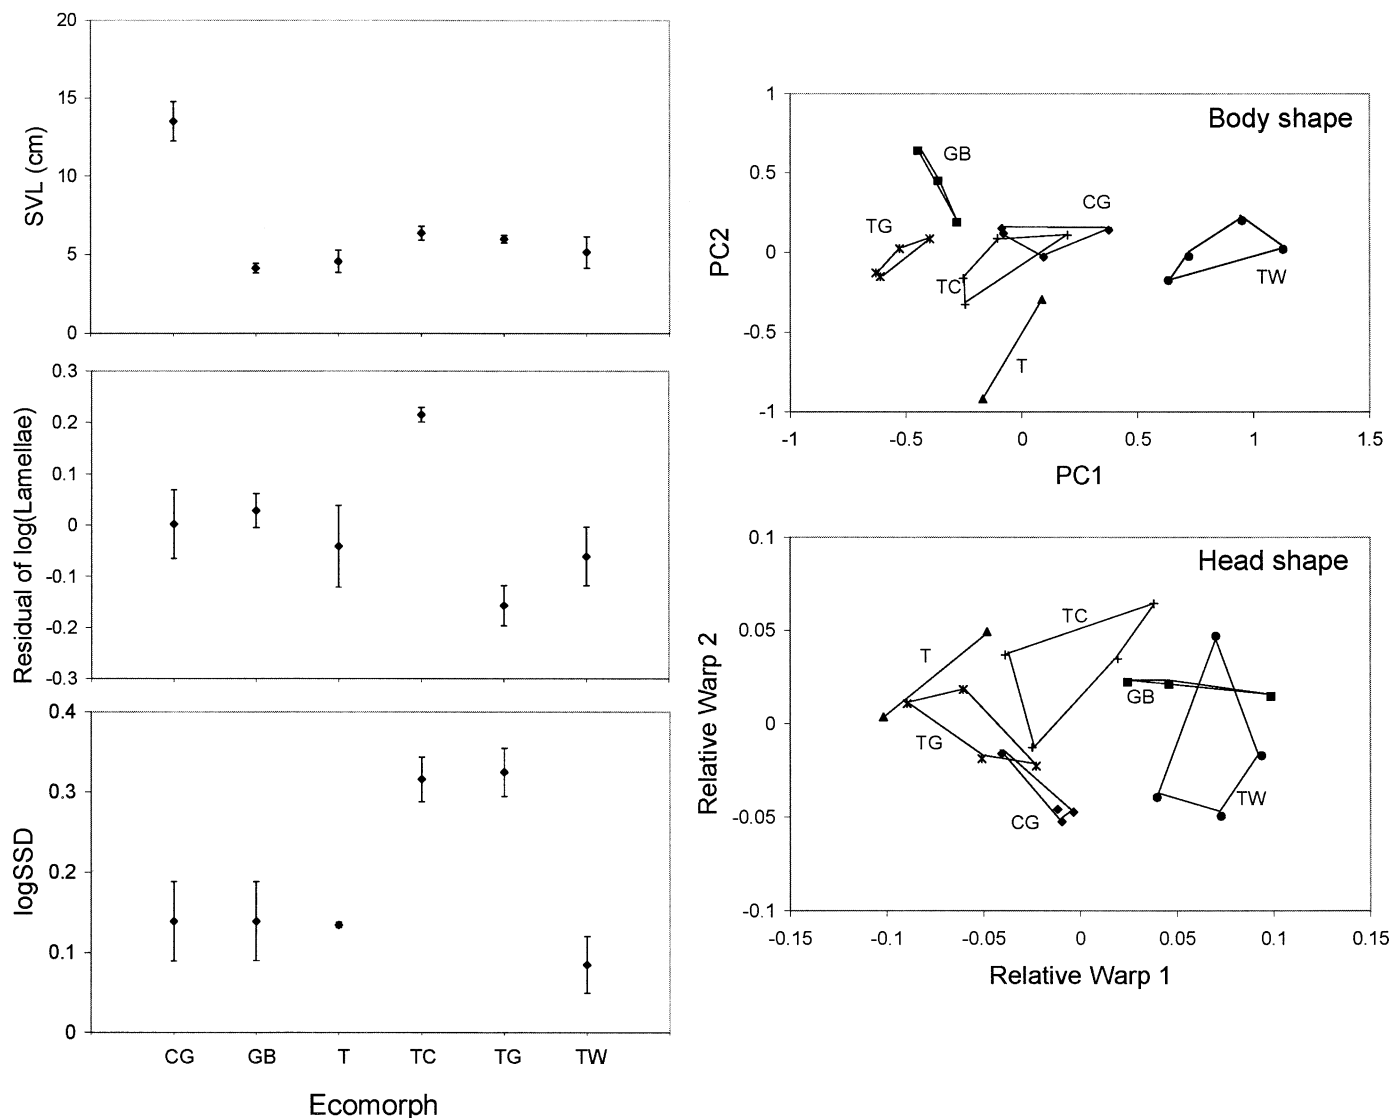 20
15
10
5
0
SVL (cm)
0.3
0.2
0.1
0
-0.1
-0.2
-0.3
Residual of log(Lamellae)
0.4
0.3
0.2
0.1
0
logSSD
CG GB T TC TG TW
Ecomorph
Body shape
1
0.5
0
-0.5
-1
PC2
GB
CG
TG
TC
TW
T
-1 -0.5 0 0.5 1 1.5
PC1
Head shape
0.1
0.05
0
-0.05
-0.1
Relative Warp 2
TC
T
GB
TG
TW
CG
-0.15 -0.1 -0.05 0 0.05 0.1 0.15
Relative Warp 1